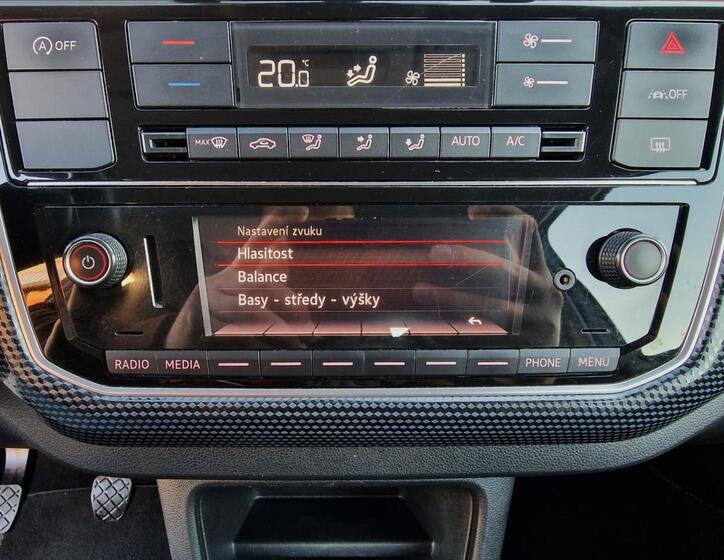 A OFF
20.0 °C
OFF
MAX
AUTO
A/C
Nastavení zvuku
Hlasitost
Balance
Basy - středy - výšky
RADIO MEDIA PHONE MENU